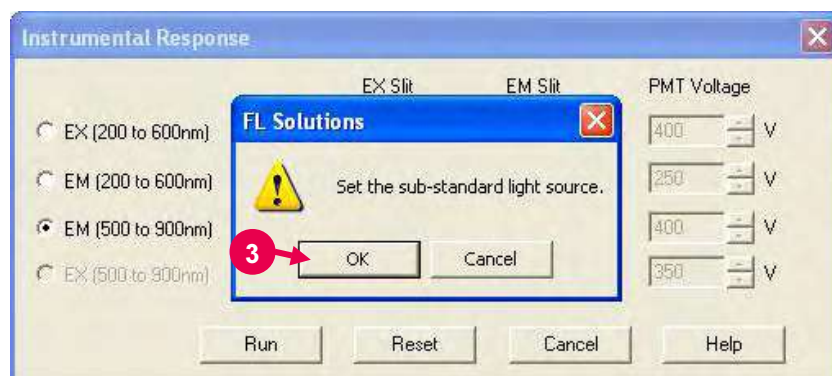 Instrumental Response
EX Slit EM Slit PMT Voltage
FL Solutions
EX (200 to 600nm) 400 V
EM (200 to 600nm) 250 V
Set the sub-standard light source.
EM (500 to 900nm) 400 V
3 OK Cancel
EX (500 to 900nm) 350 V
Run Reset Cancel Help